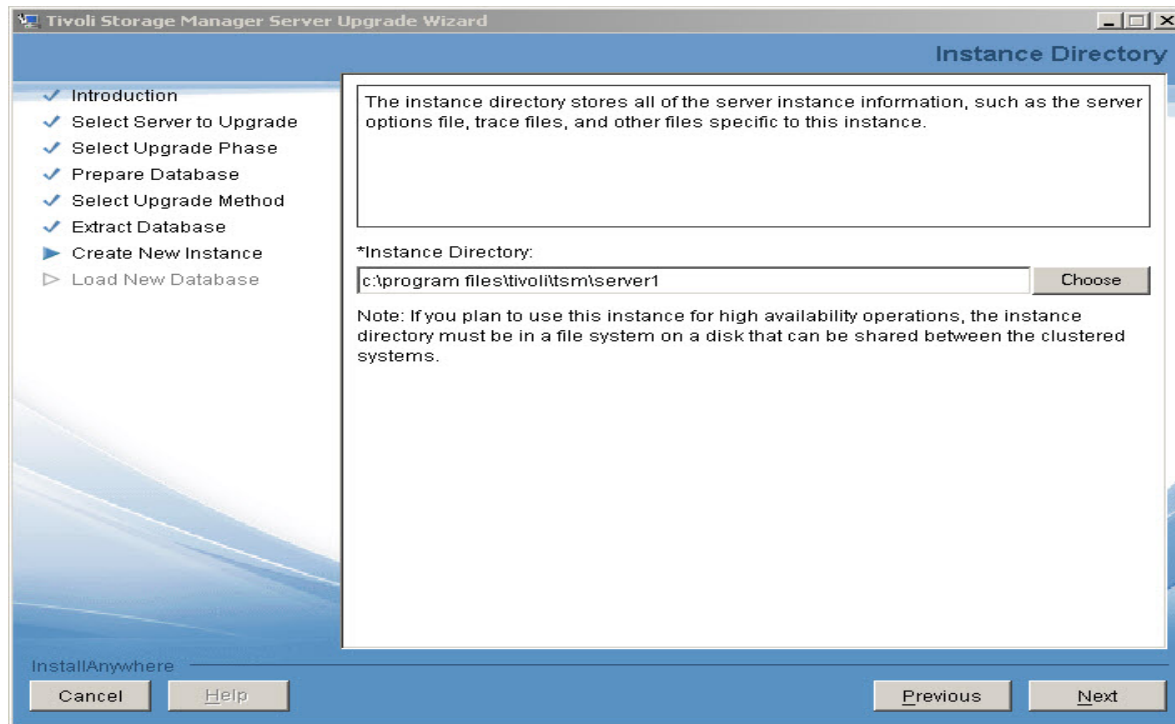 Tivoli Storage Manager Server Upgrade Wizard
Instance Directory
Introduction
Select Server to Upgrade
Select Upgrade Phase
Prepare Database
Select Upgrade Method
Extract Database
Create New Instance
Load New Database
The instance directory stores all of the server instance information, such as the server
options file, trace files, and other files specific to this instance.
*Instance Directory:
c:\program files\tivoli\tsm\server1
Choose
Note: If you plan to use this instance for high availability operations, the instance
directory must be in a file system on a disk that can be shared between the clustered
systems.
InstallAnywhere
Cancel
Help
Previous
Next